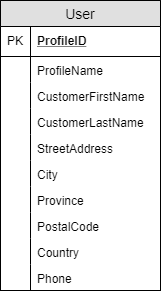 User
PK ProfileID
ProfileName
CustomerFirstName
CustomerLastName
StreetAddress
City
Province
PostalCode
Country
Phone